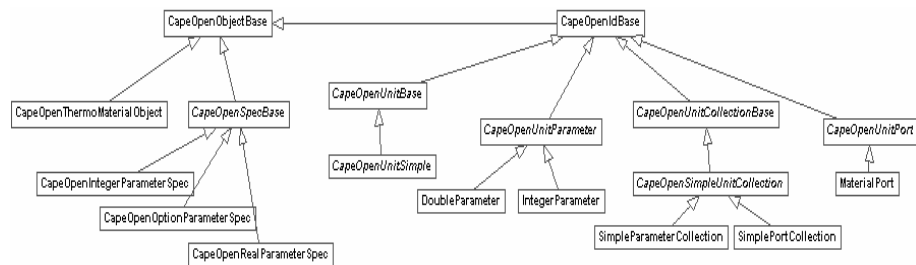 CapeOpenObjectBase
CapeOpenIdBase
CapeOpenThermoMaterialObject
CapeOpenSpecBase
CapeOpenUnitBase
CapeOpenUnitParameter
CapeOpenUnitCollectionBase
CapeOpenUnitPort
CapeOpenUnitSimple
CapeOpenIntegerParameterSpec
CapeOpenSimpleUnitCollection
MaterialPort
DoubleParameter
IntegerParameter
CapeOpenOptionParameterSpec
SimpleParameterCollection
SimplePortCollection
CapeOpenRealParameterSpec